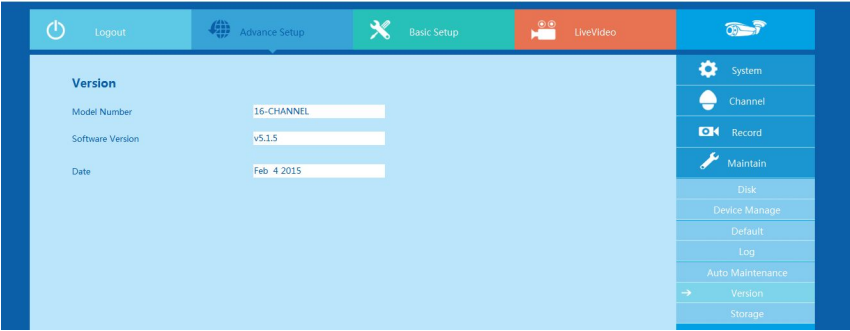 Logout
Advance Setup
Basic Setup
LiveVideo
Version
Model Number 16-CHANNEL
Software Version v5.1.5
Date Feb 4 2015
System
Channel
Record
Maintain
Disk
Device Manage
Default
Log
Auto Maintenance
Version
Storage